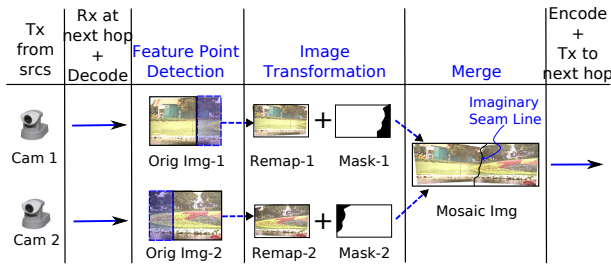 Tx
from
srcs
Rx at
next hop
+
Decode
Feature Point
Detection
Image
Transformation
Merge
Encode
+
Tx to
next hop
Cam 1
Orig Img-1
Remap-1
+
Mask-1
Imaginary
Seam Line
Mosaic Img
Cam 2
Orig Img-2
Remap-2
+
Mask-2